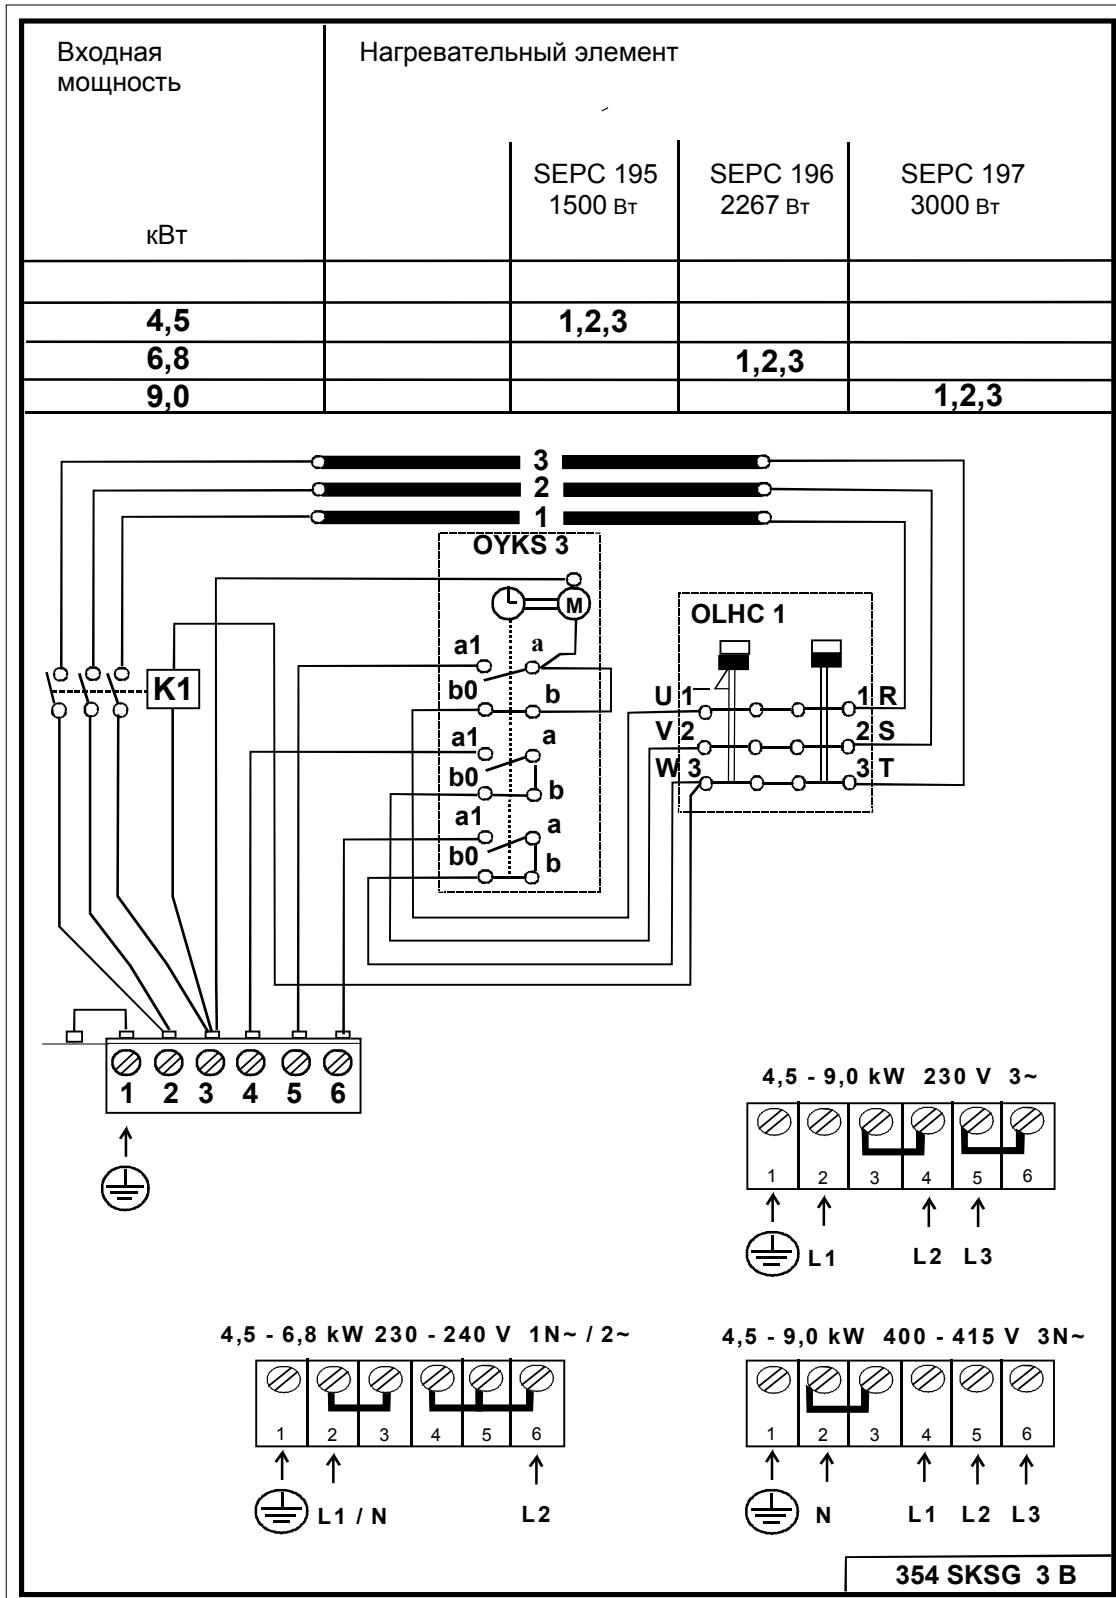 Входная
мощность
Нагревательный элемент
SEPC 195
1500 Вт
SEPC 196
2267 Вт
SEPC 197
3000 Вт
кВт
4,5 1,2,3
6,8 1,2,3
9,0 1,2,3
3
2
1
OYKS 3
M
OLHC 1
K1
a1 a
b0 b
a1 a
b0 b
a1 a
b0 b
U 1 1 R
V 2 2 S
W 3 3 T
1 2 3 4 5 6
4,5 - 9,0 kW 230 V 3~
1 2 3 4 5 6
L1 L2 L3
4,5 - 6,8 kW 230 - 240 V 1N~ / 2~
1 2 3 4 5 6
L1 / N L2
4,5 - 9,0 kW 400 - 415 V 3N~
1 2 3 4 5 6
N L1 L2 L3
354 SKSG 3 B